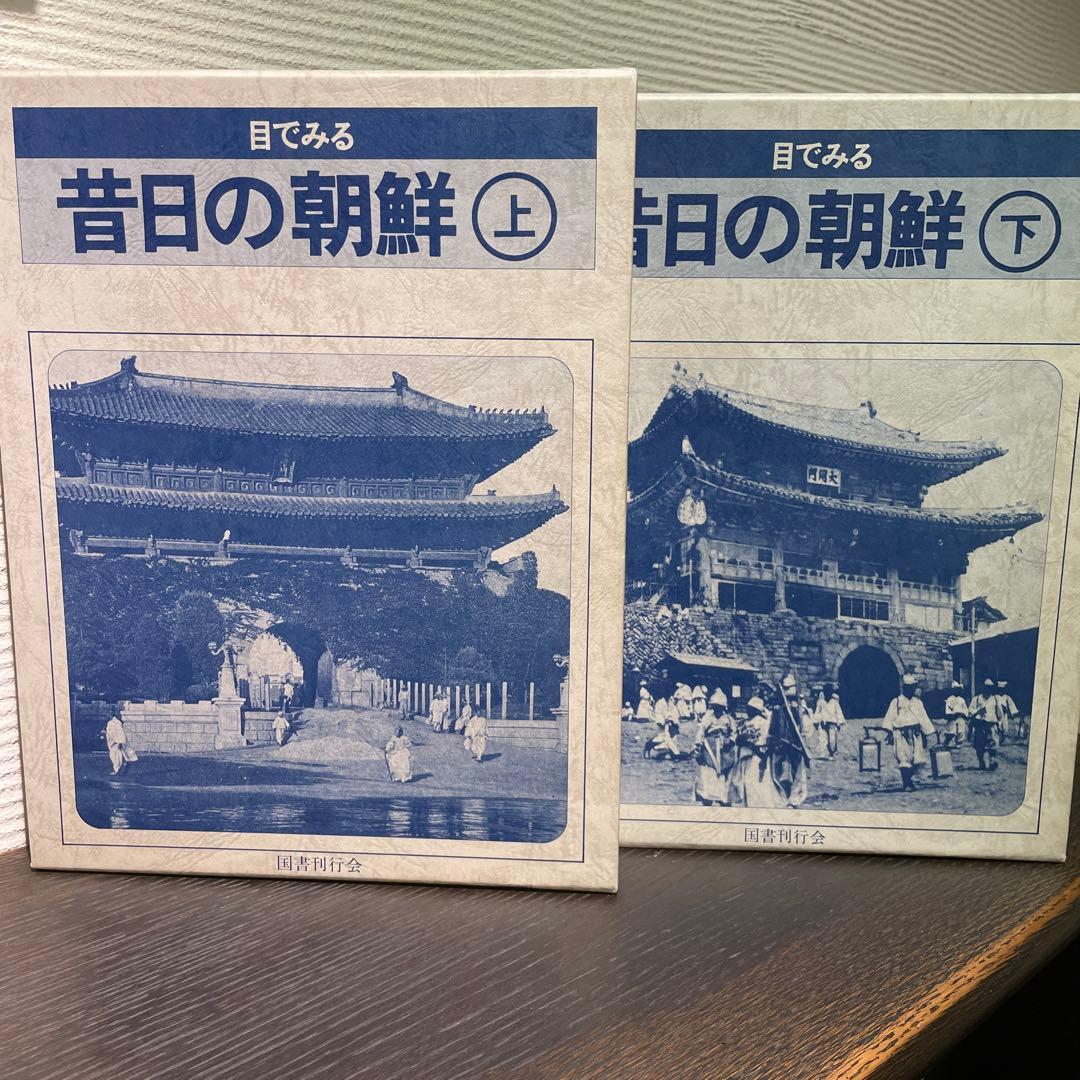 目でみる
昔日の朝鮮 上
国書刊行会
目でみる
昔日の朝鮮 下
大同門
国書刊行会